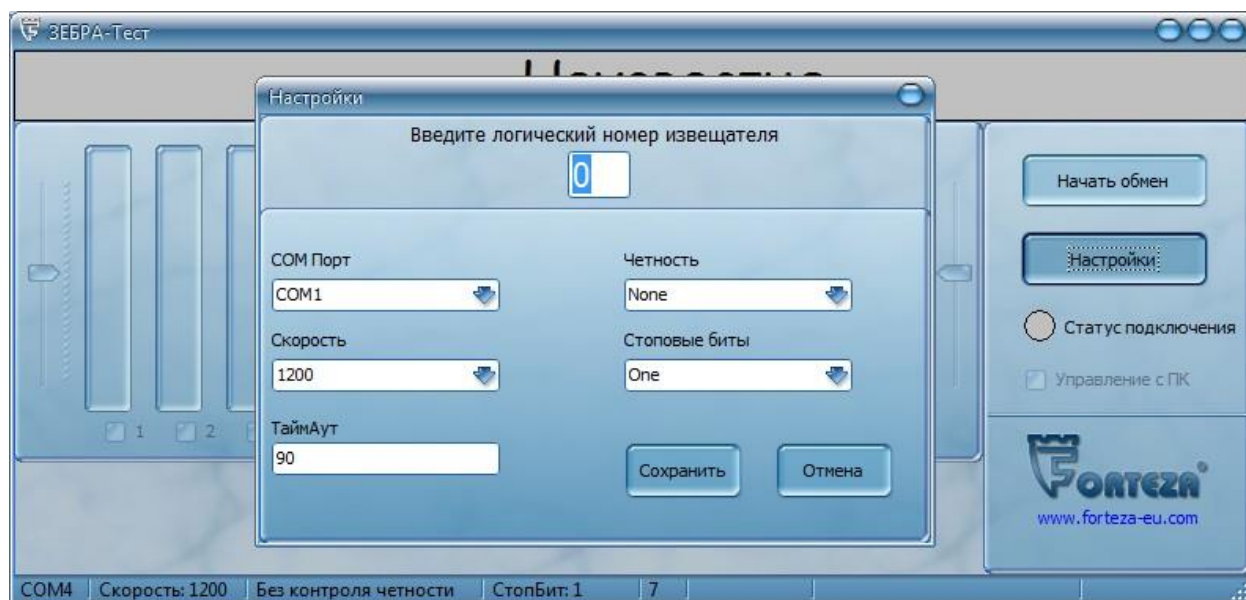 ЗЕБРА-Тест
Настройки
Введите логический номер извещателя
0
COM Порт
COM1
Четность
None
Скорость
1200
Стоповые биты
One
ТаймАут
90
Сохранить
Отмена
Начать обмен
Настройки
Статус подключения
Управление с ПК
1
2
FORTEZA®
www.forteza-eu.com
COM4
Скорость: 1200
Без контроля четности
СтопБит: 1
7